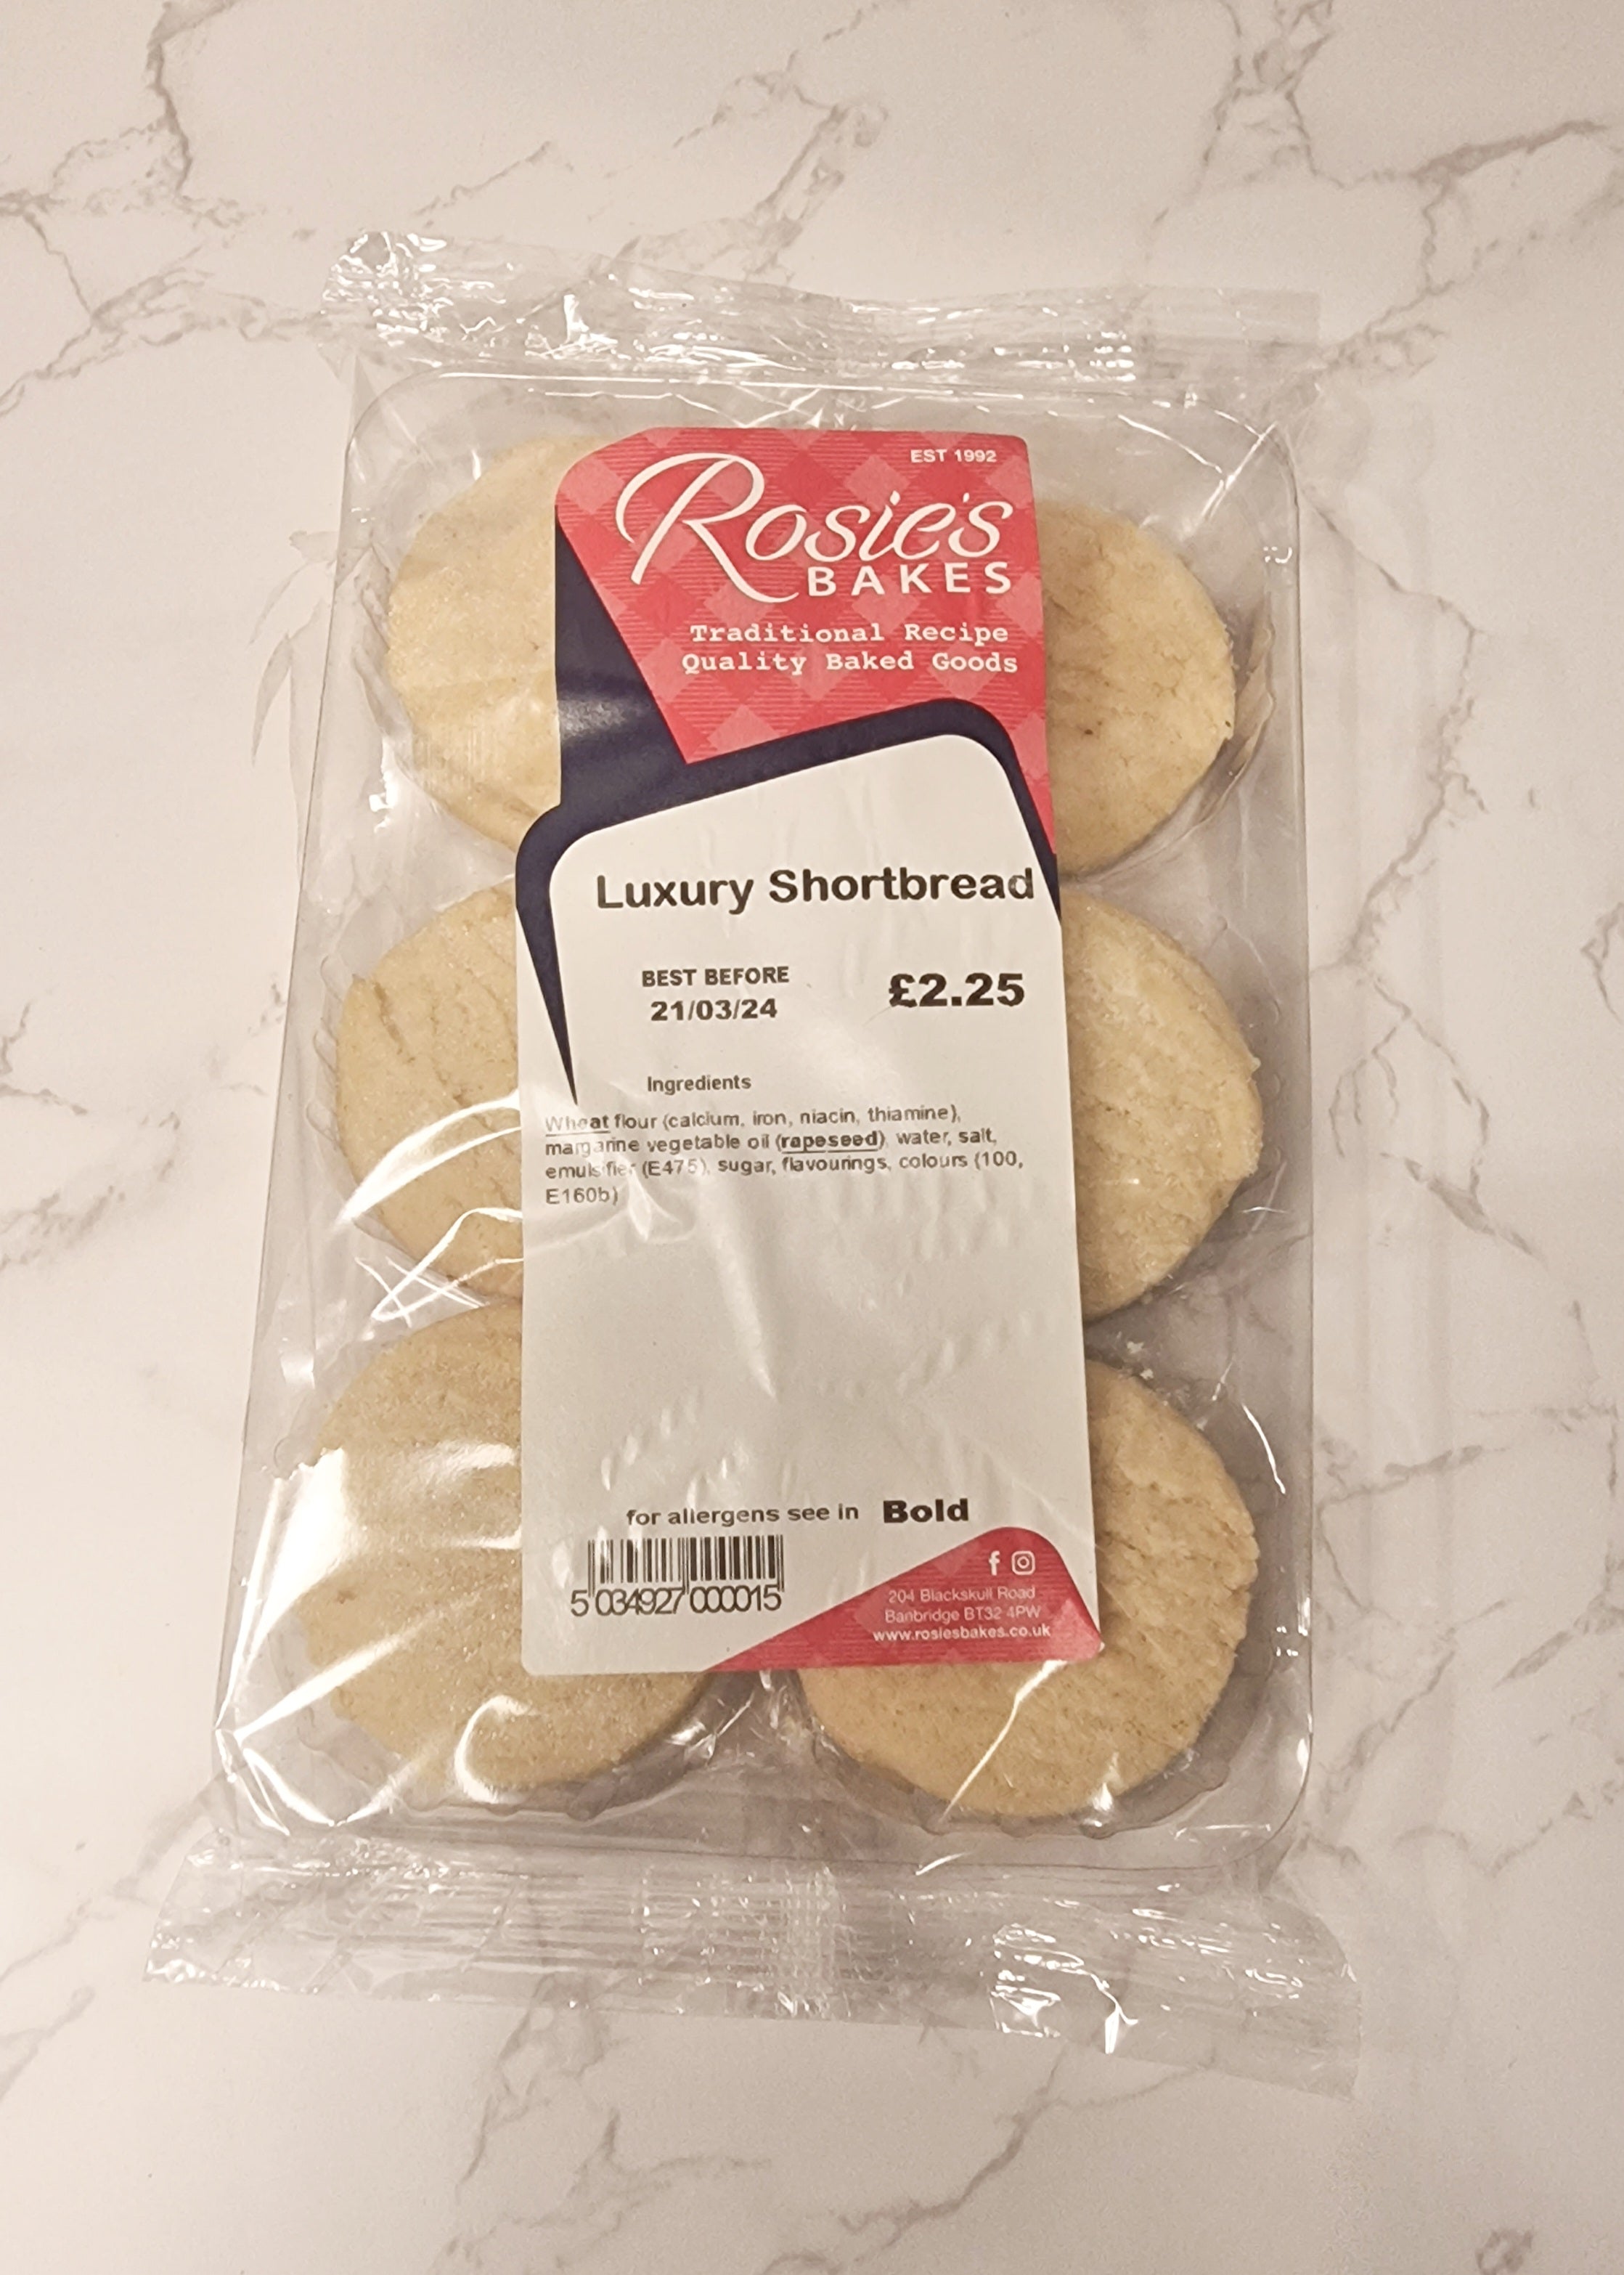 EST 1992
Rosie's
BAKES
Traditional Recipe
Quality Baked Goods
Luxury Shortbread
BEST BEFORE
£2.25
21/03/24
Ingredients
Wheat flour (calcium, iron, niacin, thiamine),
margarine vegetable oil (rapeseed), water, salt,
emulsifier (E475), sugar, flavourings, colours (100,
E160b)
for allergens see in Bold
5 034927 000015
204 Blackskull Road
Banbridge BT32 4PW
www.rosiesbakes.co.uk